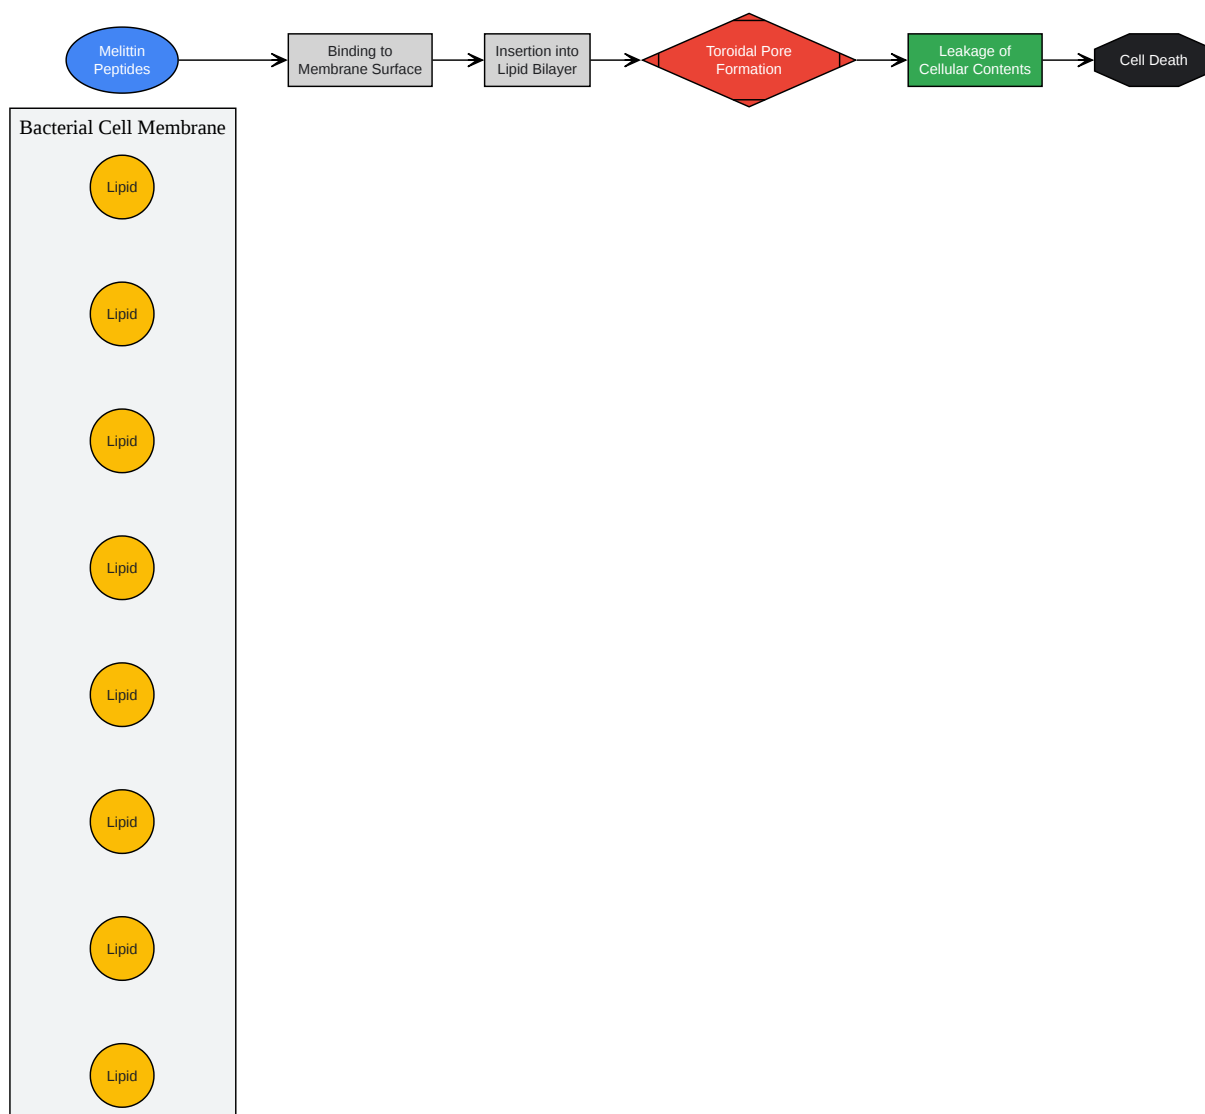 Melittin
Peptides
Binding to
Membrane Surface
Insertion into
Lipid Bilayer
Toroidal Pore
Formation
Leakage of
Cellular Contents
Cell Death
Bacterial Cell Membrane
Lipid
Lipid
Lipid
Lipid
Lipid
Lipid
Lipid
Lipid